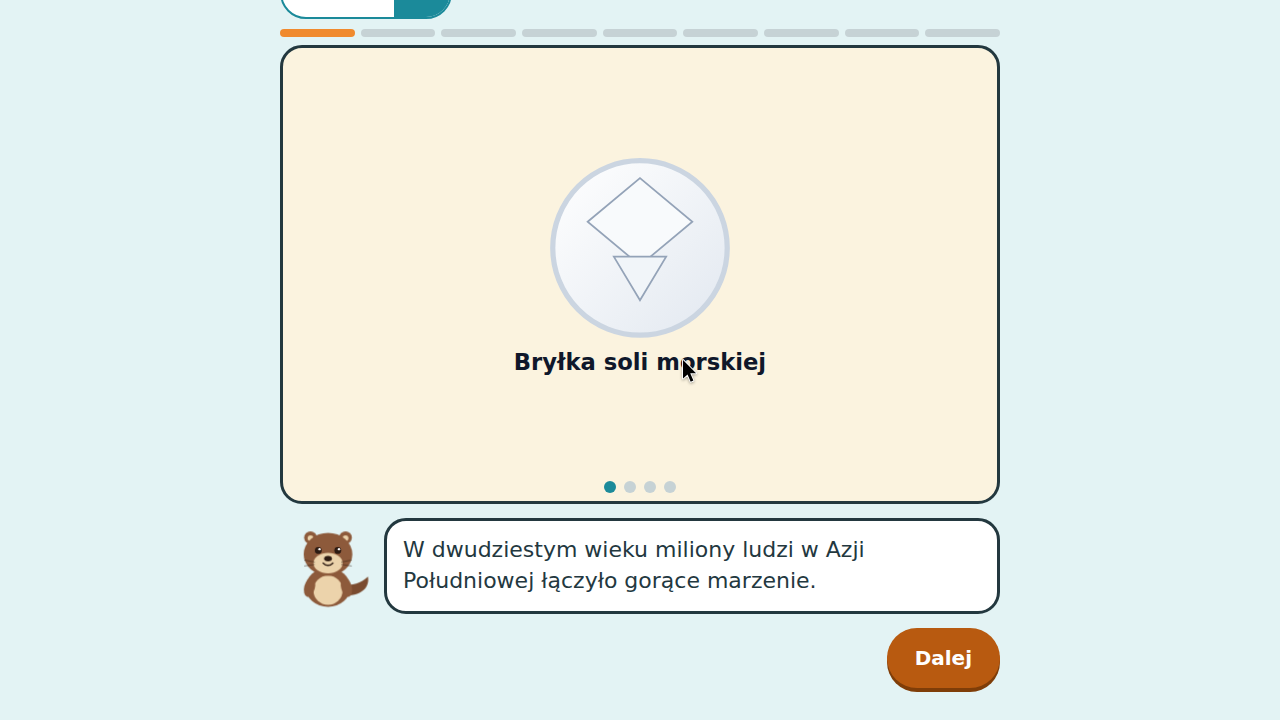 Bryłka soli morskiej
W dwudziestym wieku miliony ludzi w Azji
Południowej łączyło gorące marzenie.
Dalej